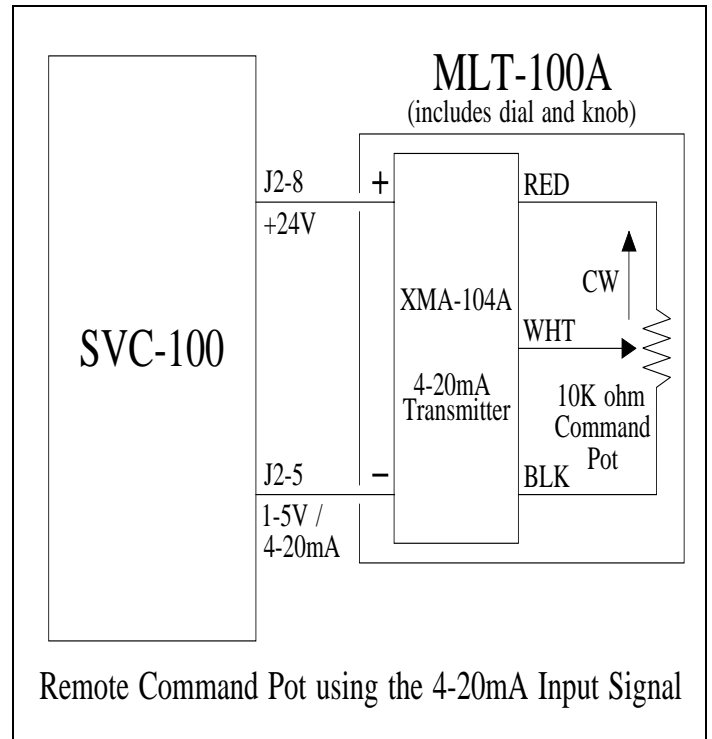 MLT-100A
(includes dial and knob)
J2-8
+
RED
+24V
CW
XMA-104A
SVC-100
WHT
4-20mA
Transmitter
10K ohm
Command
Pot
J2-5
−
BLK
1-5V /
4-20mA
Remote Command Pot using the 4-20mA Input Signal